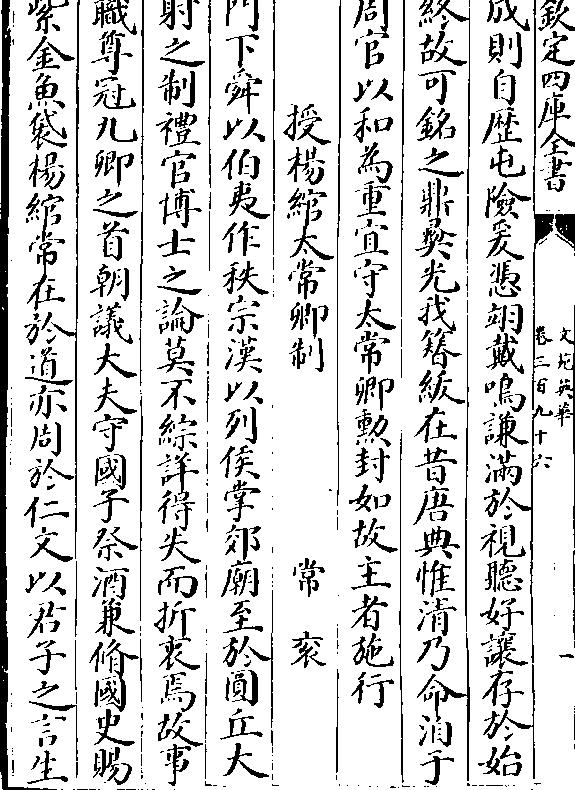 欽定四庫全書
文苑英華
卷三百九十六
一
成則自歷屯險爰憑翊戴鳴謙滿於視聽好讓存於始
終故可銘之鼎彞光我簮紱在昔唐典惟清乃命洎于
周官以和為重宜守太常卿勲封如故主者施行
授楊綰太常卿制
常衮
門下舜以伯夷作秩宗漢以列侯掌郊廟至於圓丘大
射之制禮官博士之論莫不綜詳得失而折衷焉故事
職尊冠九卿之首朝議大夫守國子祭酒兼脩國史賜
紫金魚袋楊綰常在於道亦周於仁文以君子之言生